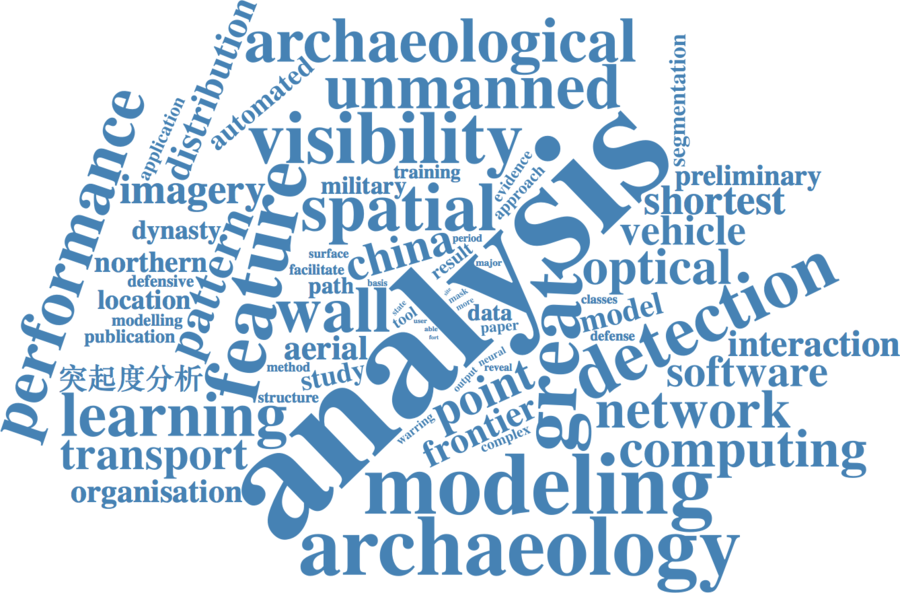 archaeological
distribution
automated
unmanned
segmentation
application
performance
visibility
analysis
training
evidence
approach
preliminary
imagery
military
feature
spatial
shortest
dynasty
pattern
china
period
vehicle
surface
result
northern
facilitate
major
optical
defensive
path
basis
great
detection
location
wall
state
tool
site
mask
more
data
classes
model
modelling
user
able
paper
publication
fort
defense
aerial
interaction
突起度分析
method
study
output
neural
reveal
software
learning
structure
point
network
warring
frontier
complex
transport
computing
organisation
modeling
archaeology